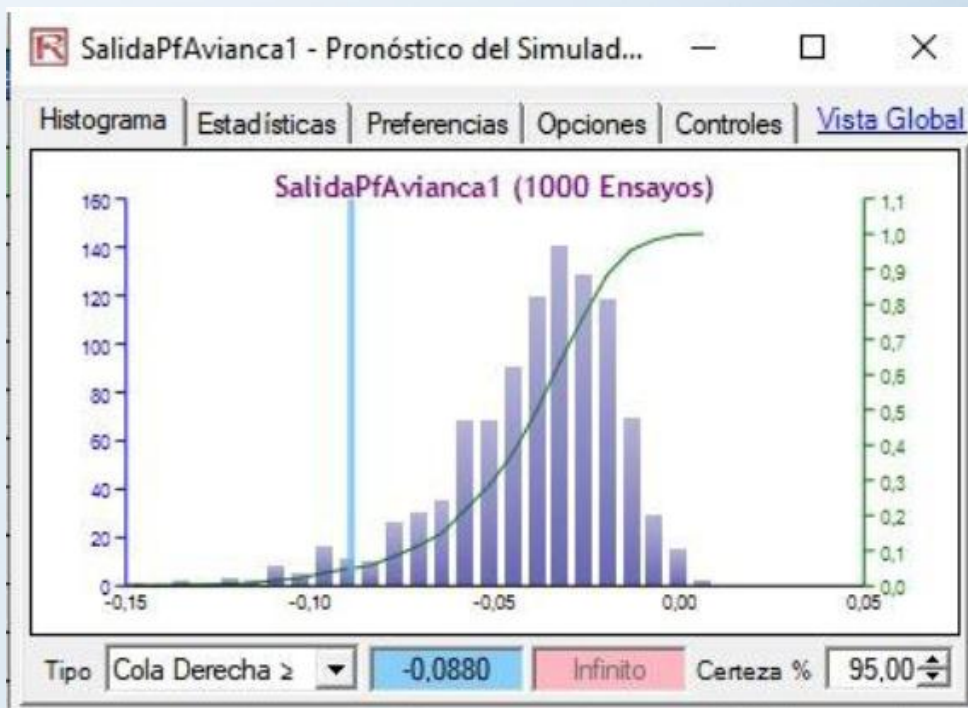 SalidaPfAvianca1 - Pronóstico del Simulad...
Histograma Estadísticas Preferencias Opciones Controles Vista Global
SalidaPfAvianca1 (1000 Ensayos)
160 1,1
140 1,0
120 0,9
100 0,8
80 0,7
60 0,6
40 0,5
20 0,4
0 0,3
0,2
0,1
0,0
-0,15 -0,10 -0,05 0,00 0,05
Tipo Cola Derecha ≥ -0,0880 Infinito Certeza % 95,00